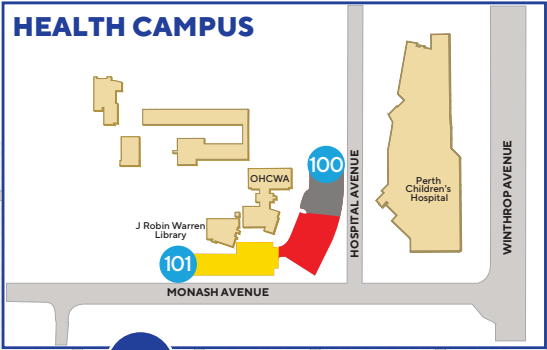 HEALTH CAMPUS
100
OHCWA
Perth
Children's
Hospital
HOSPITAL AVENUE
WINTHROP AVENUE
J Robin Warren
Library
101
MONASH AVENUE